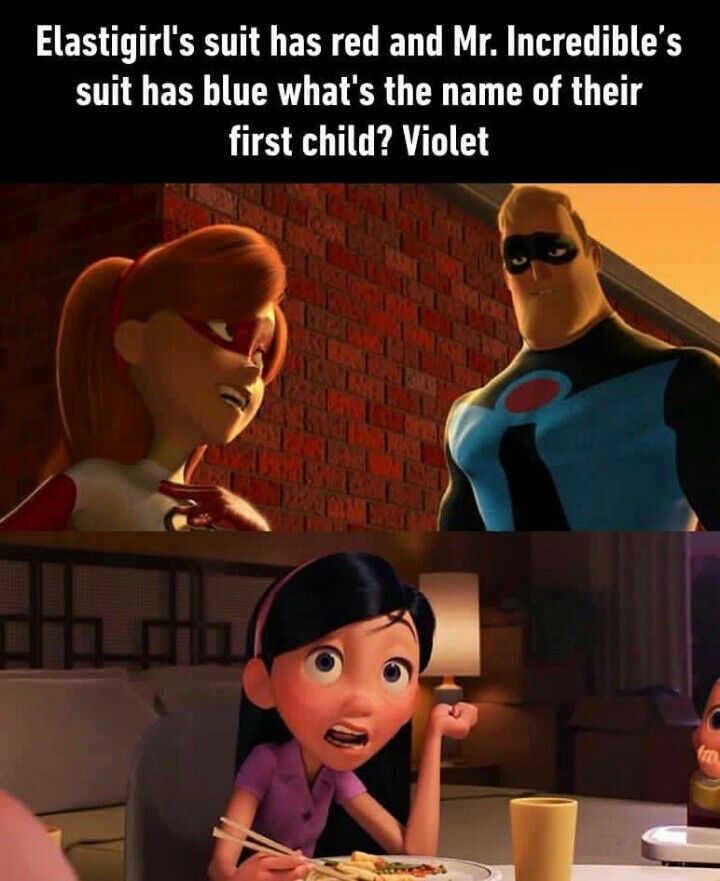 Elastigirl's suit has red and Mr. Incredible’s
suit has blue what's the name of their
first child? Violet